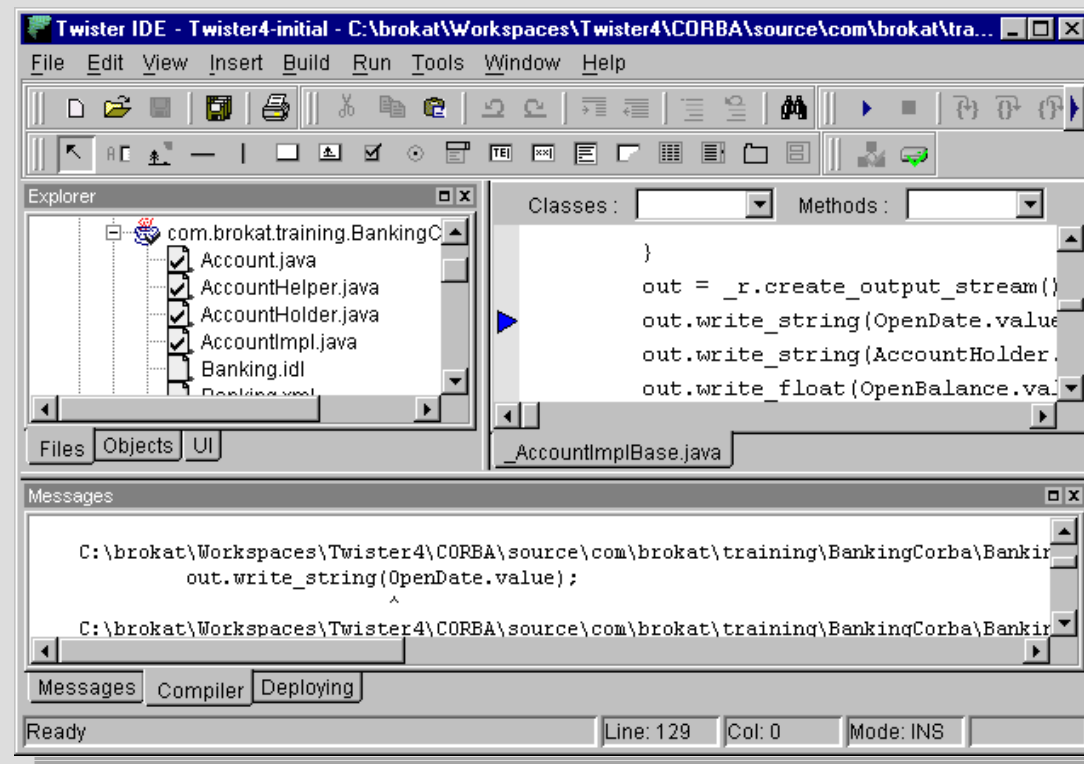 Twister IDE - Twister4-initial - C:\brokat\Workspaces\Twister4\CORBA\source\com\brokat\tra...
File Edit View Insert Build Run Tools Window Help
Explorer
com.brokat.training.BankingC
Account.java
AccountHelper.java
AccountHolder.java
AccountImpl.java
Banking.idl
Banking.xml
Files Objects UI
Classes : Methods :
}
out = _r.create_output_stream()
out.write_string(OpenDate.value
out.write_string(AccountHolder.
out.write_float(OpenBalance.val
_AccountImplBase.java
Messages
C:\brokat\Workspaces\Twister4\CORBA\source\com\brokat\training\BankingCorba\Bankin
out.write_string(OpenDate.value);
^
C:\brokat\Workspaces\Twister4\CORBA\source\com\brokat\training\BankingCorba\Bankin
Messages Compiler Deploying
Ready Line: 129 Col: 0 Mode: INS